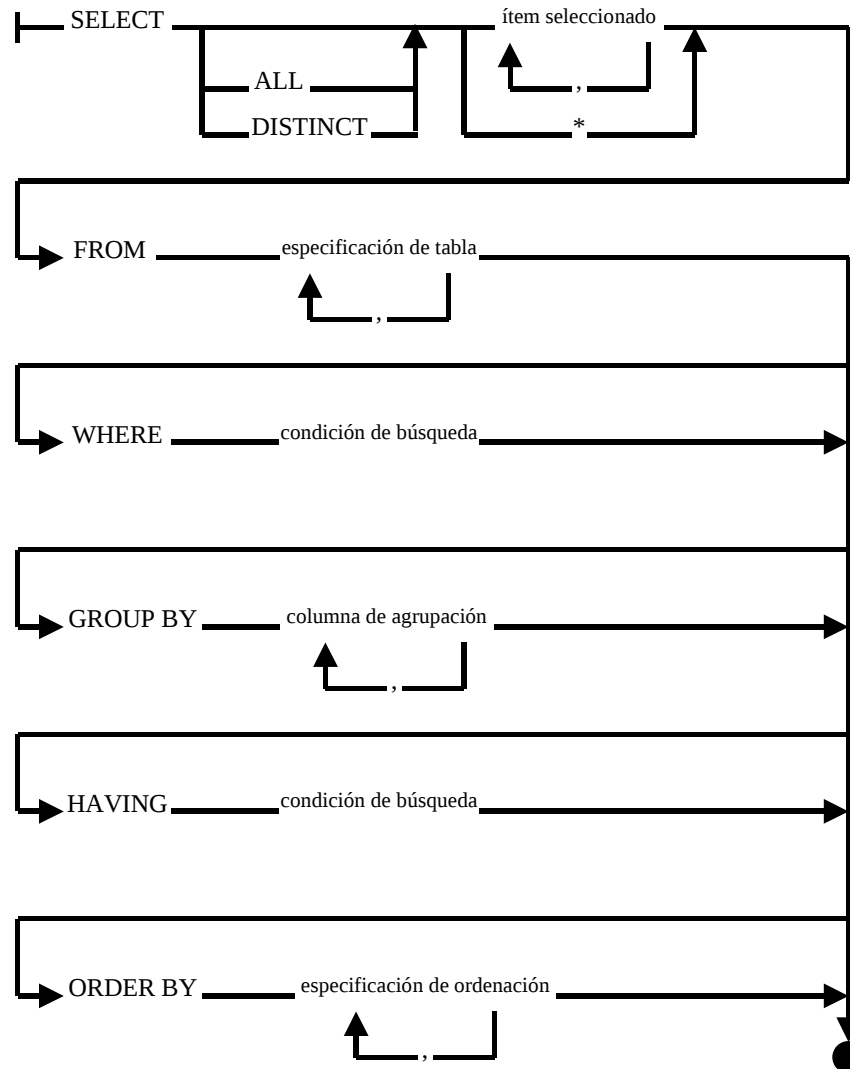 SELECT ítem seleccionado
ALL ,
DISTINCT *
FROM especificación de tabla
,
WHERE condición de búsqueda
GROUP BY columna de agrupación
,
HAVING condición de búsqueda
ORDER BY especificación de ordenación
,